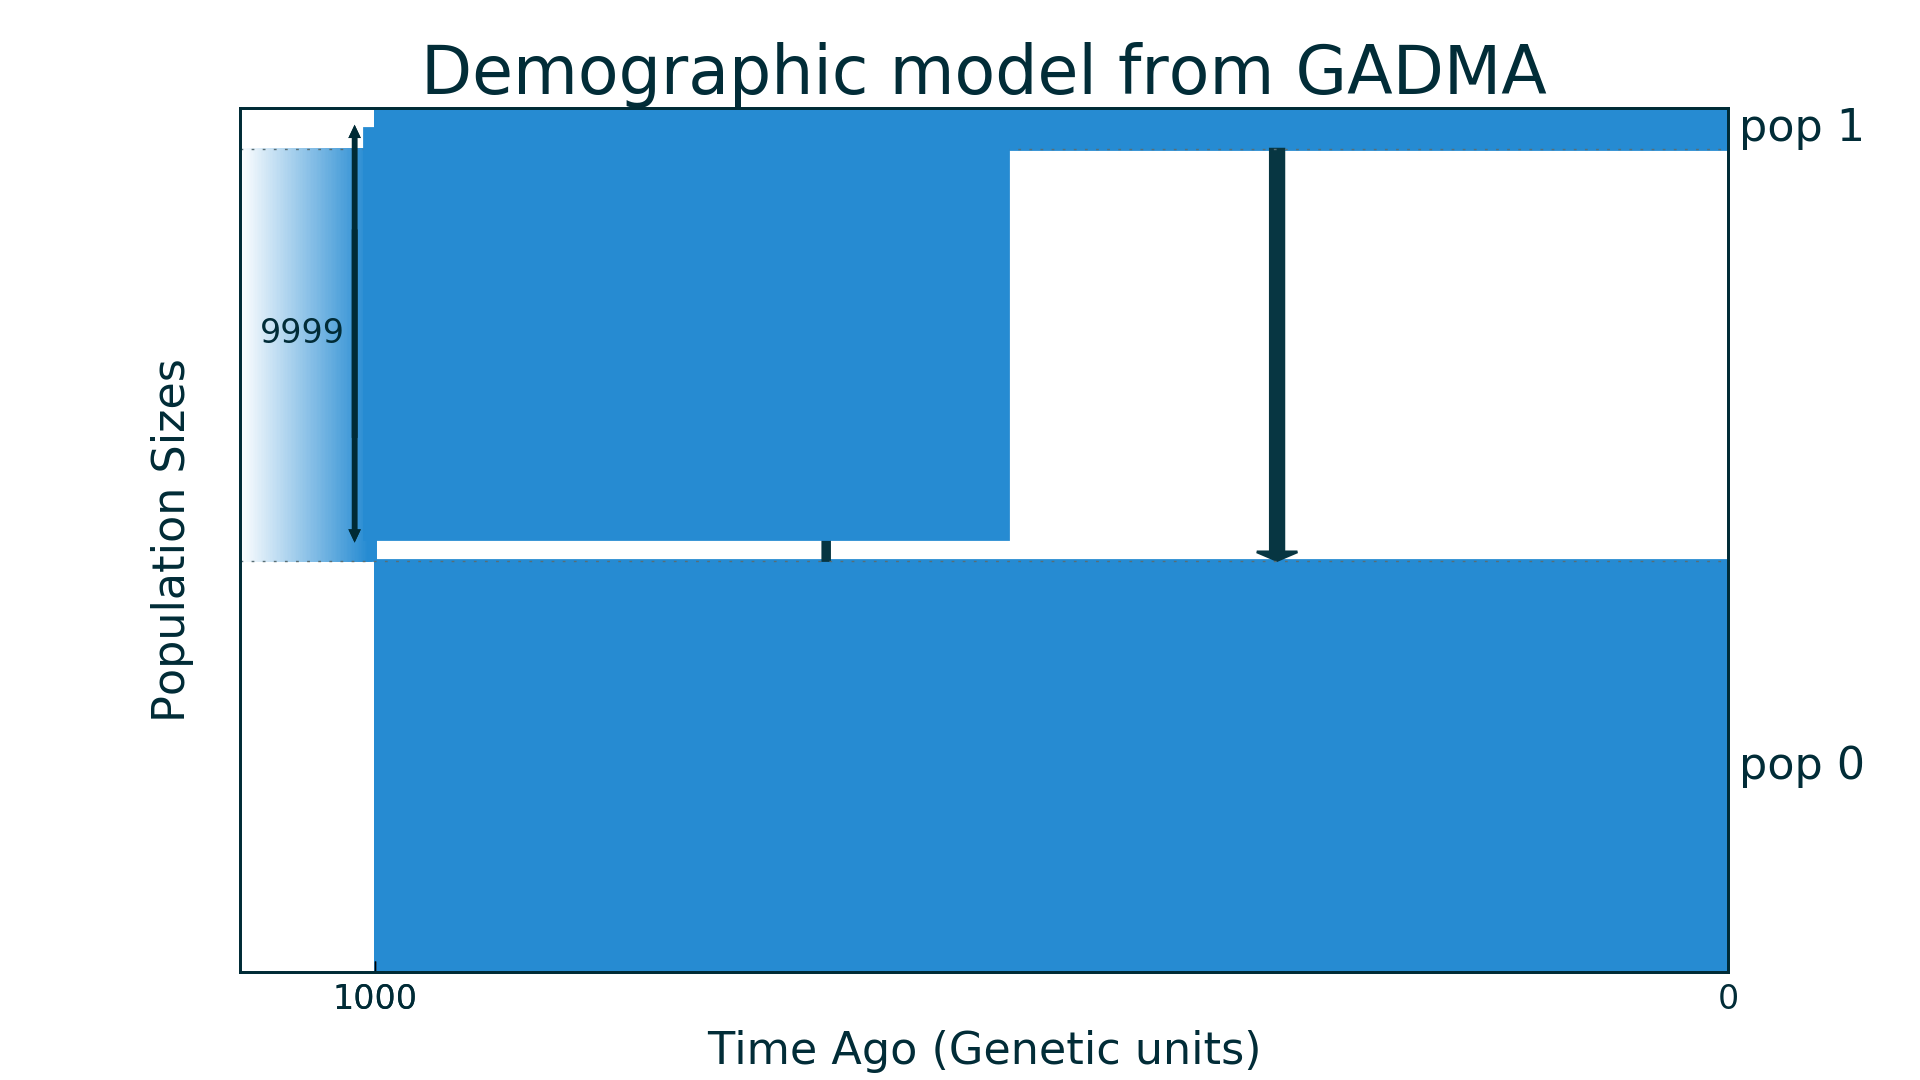 Demographic model from GADMA
pop 1
9999
Population Sizes
pop 0
1000
0
Time Ago (Genetic units)